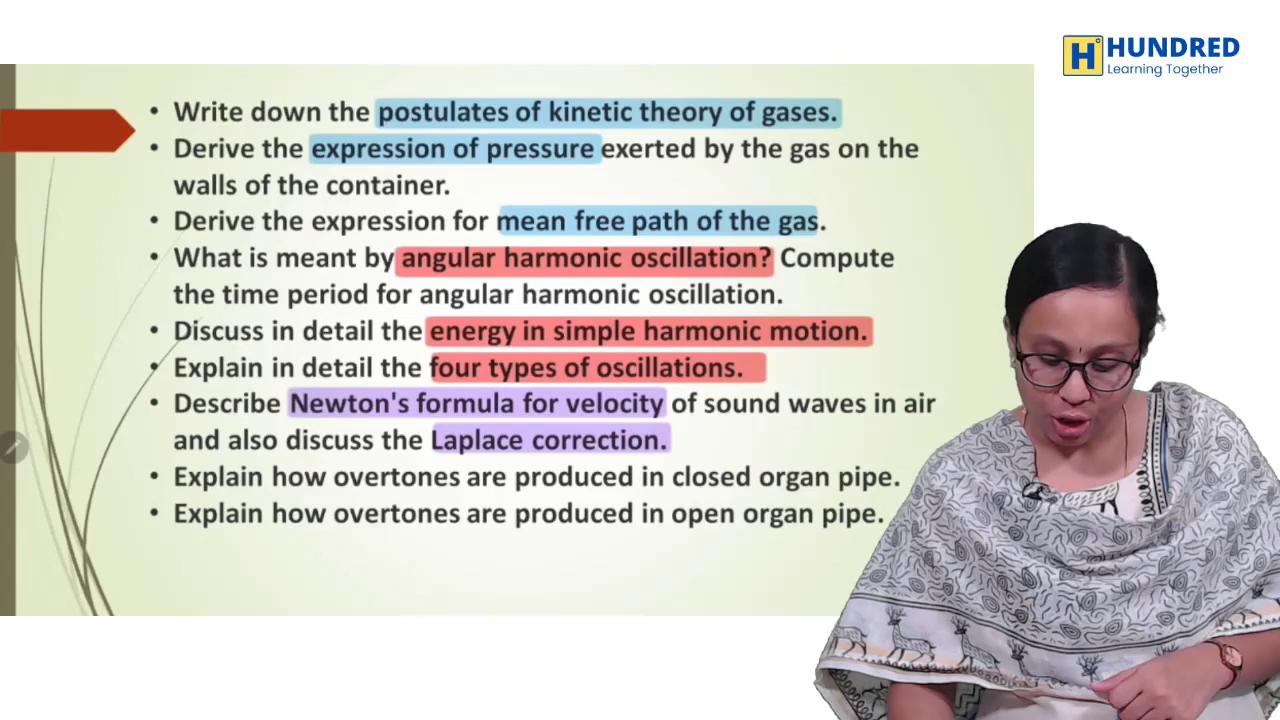 H HUNDRED
Learning Together
• Write down the postulates of kinetic theory of gases.
• Derive the expression of pressure exerted by the gas on the
walls of the container.
• Derive the expression for mean free path of the gas.
• What is meant by angular harmonic oscillation? Compute
the time period for angular harmonic oscillation.
• Discuss in detail the energy in simple harmonic motion.
• Explain in detail the four types of oscillations.
• Describe Newton's formula for velocity of sound waves in air
and also discuss the Laplace correction.
• Explain how overtones are produced in closed organ pipe.
• Explain how overtones are produced in open organ pipe.